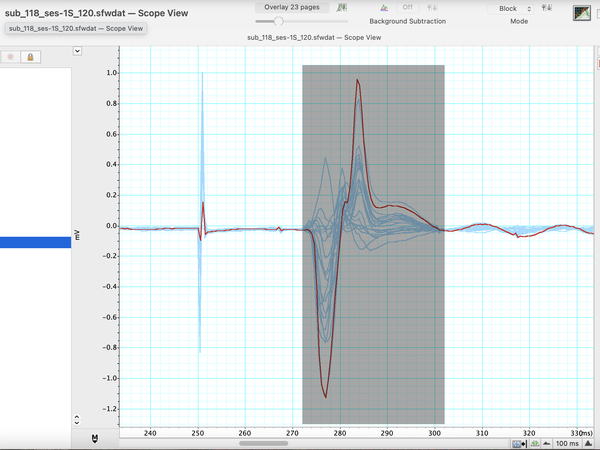 sub_118_ses-1S_120.sfwdat — Scope View
sub_118_ses-1S_120.sfwdat — Scope View
Overlay 23 pages
Off
Background Subtraction
Block
Mode
sub_118_ses-1S_120.sfwdat — Scope View
1.0
0.8
0.6
0.4
0.2
0.0
-0.2
-0.4
-0.6
-0.8
-1.0
-1.2
mV
240 250 260 270 280 290 300 310 320 330
M
100 ms